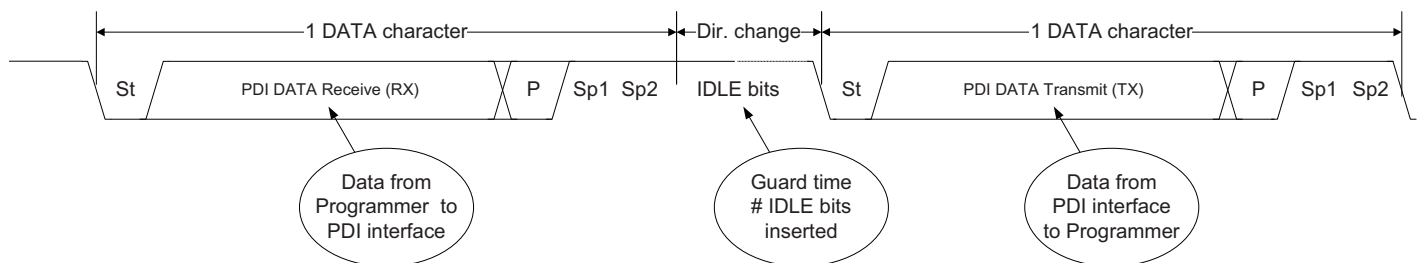 1 DATA character
Dir. change
1 DATA character
St
PDI DATA Receive (RX)
P
Sp1
Sp2
IDLE bits
St
PDI DATA Transmit (TX)
P
Sp1
Sp2
Data from
Programmer to
PDI interface
Guard time
# IDLE bits
inserted
Data from
PDI interface
to Programmer